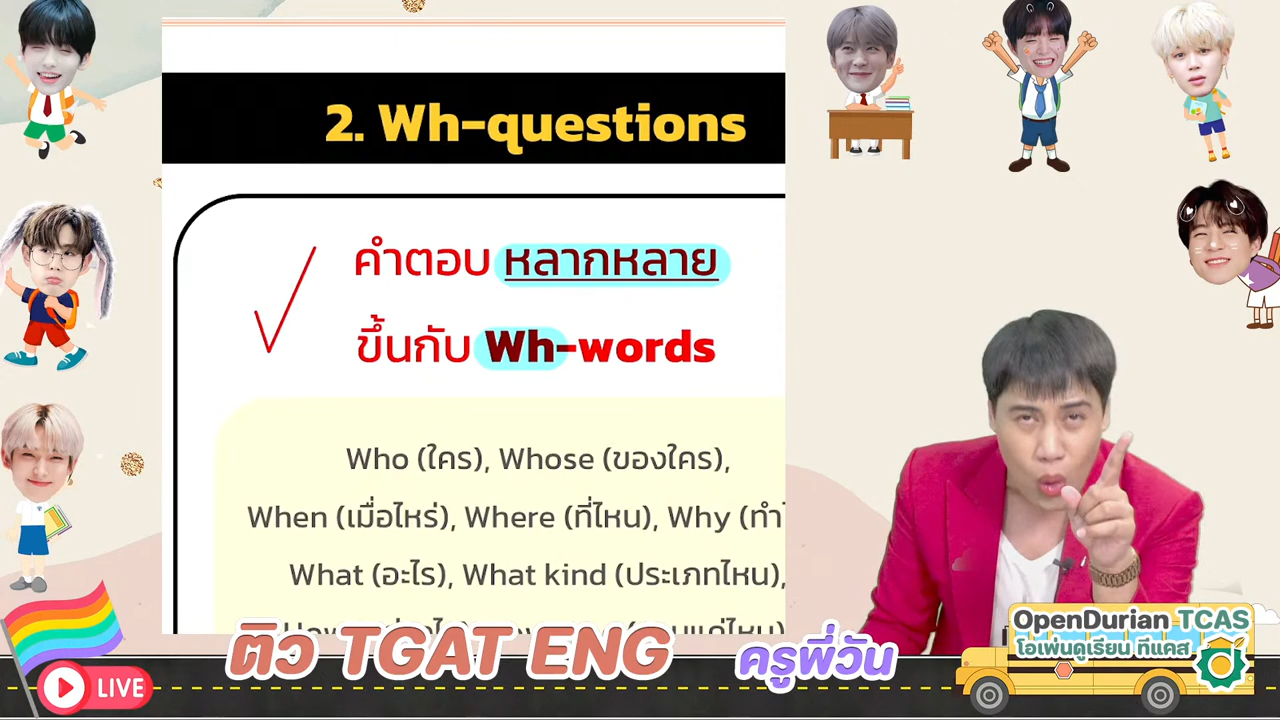 2. Wh-questions
คำตอบ หลากหลาย
ขึ้นกับ Wh-words
Who (ใคร), Whose (ของใคร),
When (เมื่อไหร่), Where (ที่ไหน), Why
What (อะไร), What kind (ประเภทไหน),
ติว TGAT ENG ครูพี่วัน
LIVE
OpenDurian TCAS
โอเพ่นดูเรียน ทีแคส